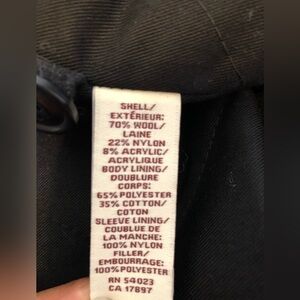 SHELL/
EXTÉRIEUR:
70% WOOL/
LAINE
22% NYLON
8% ACRYLIC/
ACRYLIQUE
BODY LINING/
DOUBLURE
CORPS:
65% POLYESTER
35% COTTON/
COTON
SLEEVE LINING/
COUBLUE DE
LA MANCHE:
100% NYLON
FILLER/
EMBOURRAGE:
100% POLYESTER
RN 54023
CA 17897